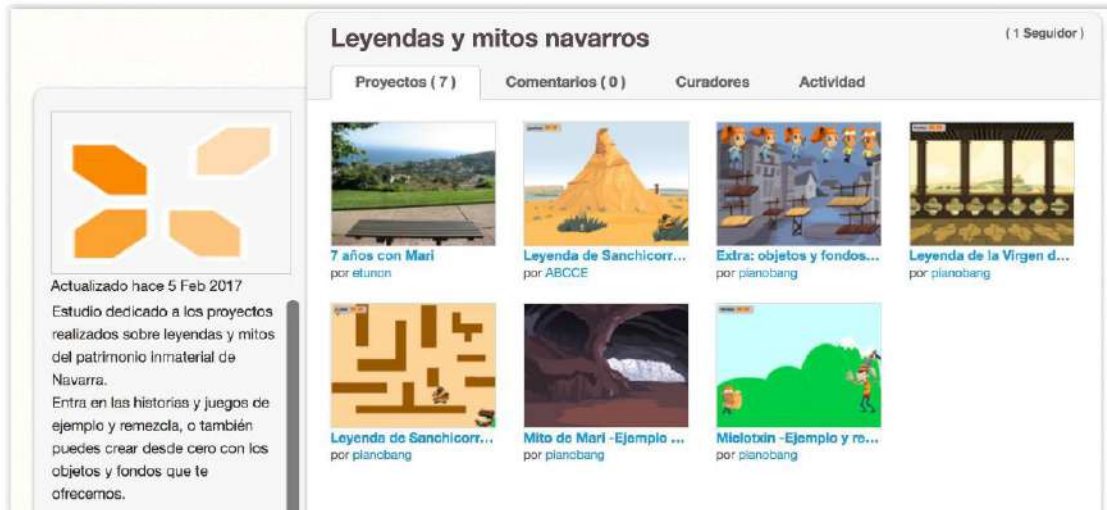 Leyendas y mitos navarros
( 1 Seguidor )
Proyectos ( 7 )
Comentarios ( 0 )
Curadores
Actividad
Actualizado hace 5 Feb 2017
Estudio dedicado a los proyectos
realizados sobre leyendas y mitos
del patrimonio inmaterial de
Navarra.
Entra en las historias y juegos de
ejemplo y remezcla, o también
puedes crear desde cero con los
objetos y fondos que te
ofrecemos.
7 años con Mari
por etunon
Leyenda de Sanchicorr...
por ABCCE
Extra: objetos y fondos...
por pianobang
Leyenda de la Virgen d...
por pianobang
Leyenda de Sanchicorr...
por pianobang
Mito de Mari -Ejemplo ...
por pianobang
Mielotxin -Ejemplo y re...
por pianobang